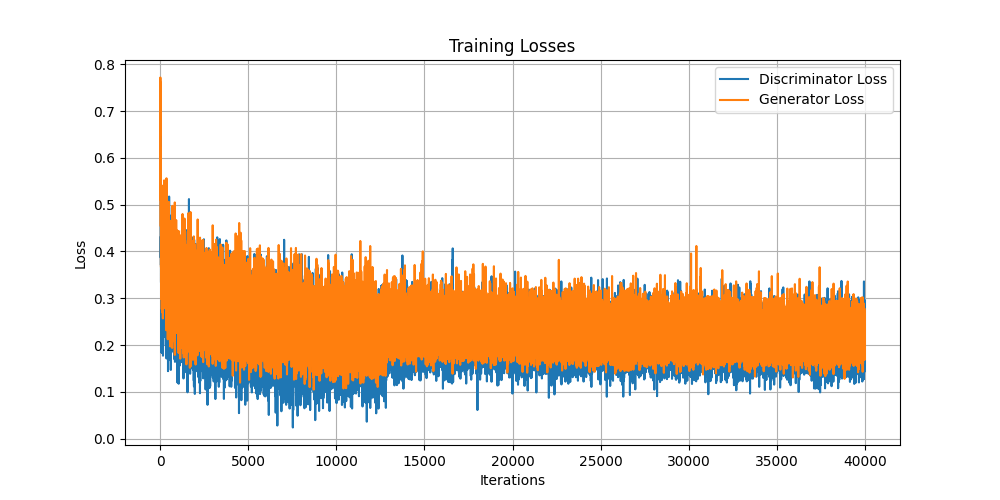 Training Losses
Discriminator Loss
Generator Loss
0.8
0.7
0.6
0.5
0.4
0.3
0.2
0.1
0.0
Loss
0 5000 10000 15000 20000 25000 30000 35000 40000
Iterations